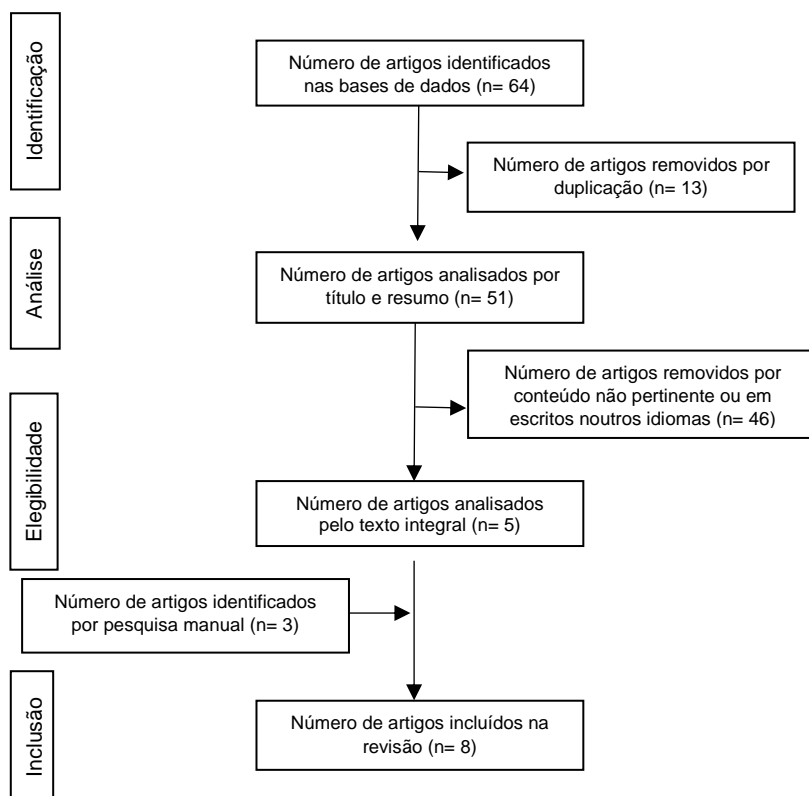 Identificação
Número de artigos identificados
nas bases de dados (n= 64)
Número de artigos removidos por
duplicação (n= 13)
Análise
Número de artigos analisados por
título e resumo (n= 51)
Número de artigos removidos por
conteúdo não pertinente ou em
escritos noutros idiomas (n= 46)
Elegibilidade
Número de artigos analisados
pelo texto integral (n= 5)
Número de artigos identificados
por pesquisa manual (n= 3)
Inclusão
Número de artigos incluídos na
revisão (n= 8)